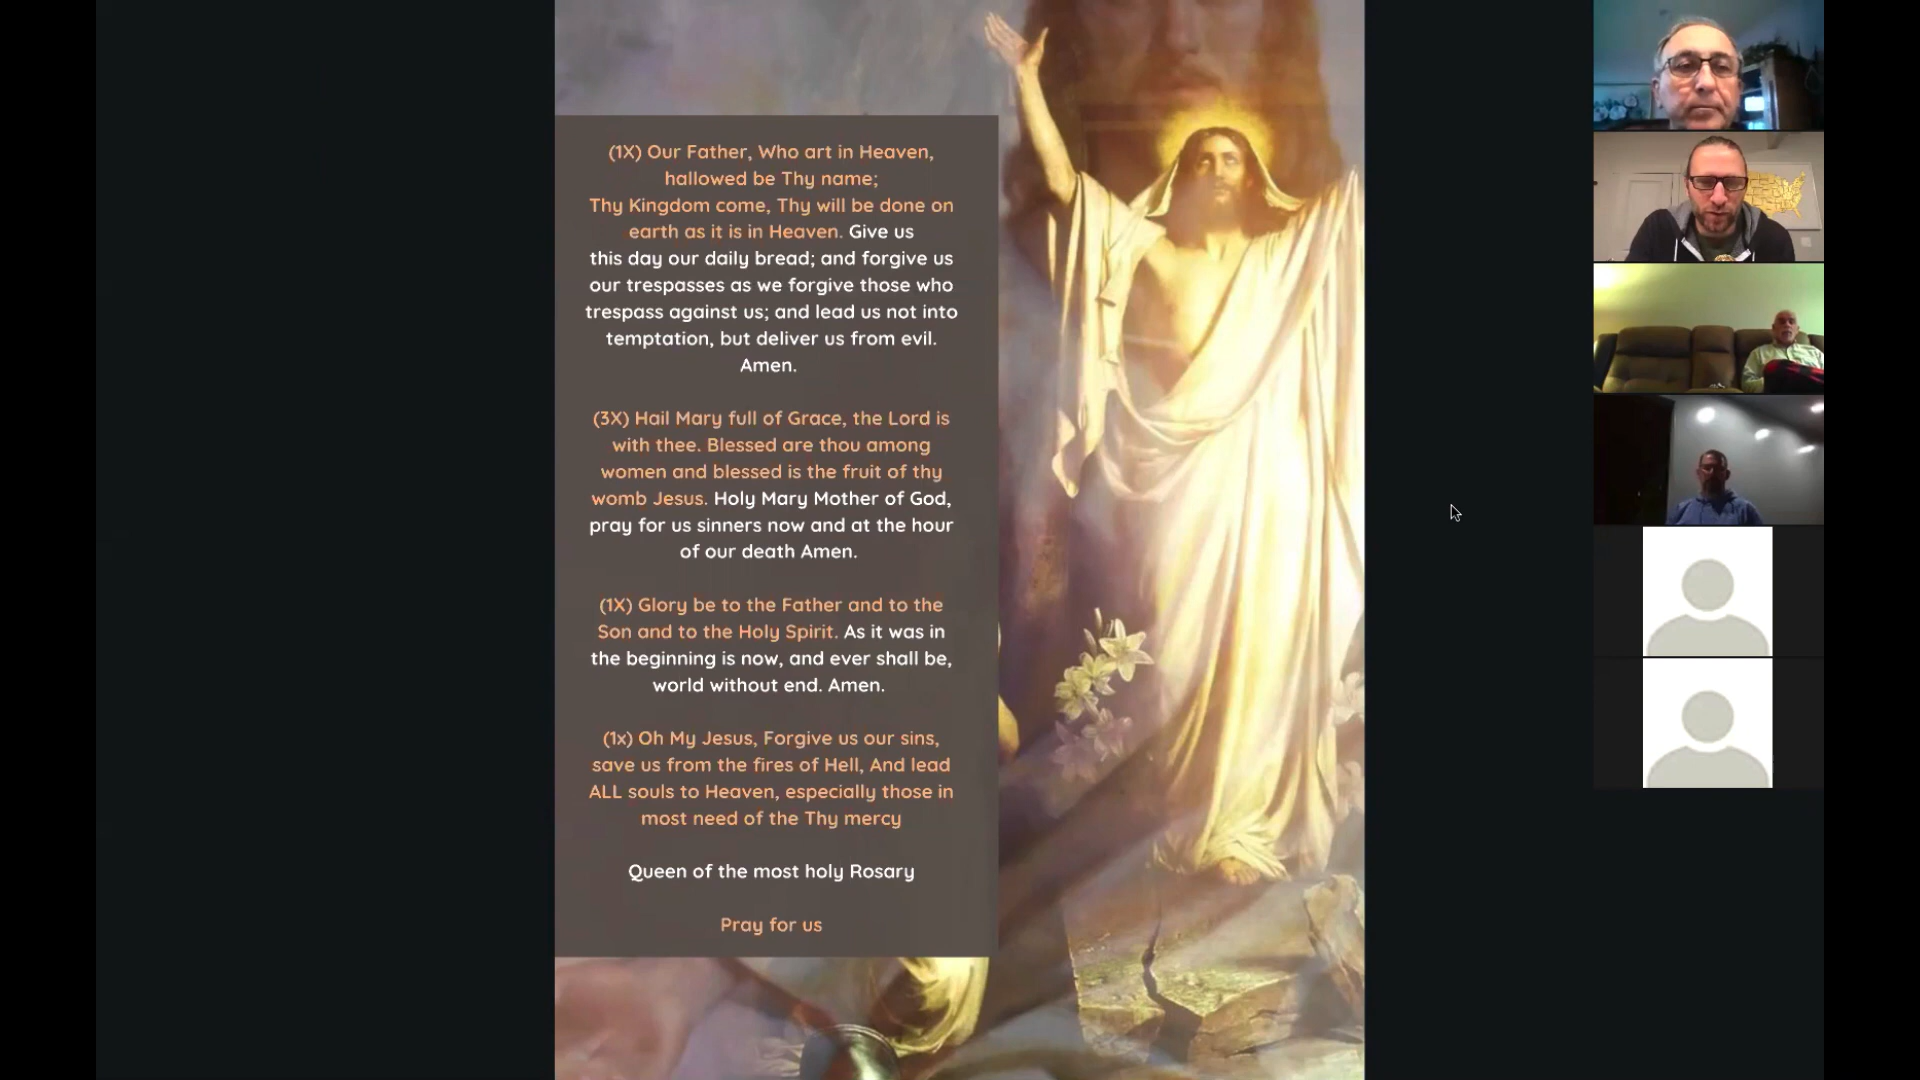 (1X) Our Father, Who art in Heaven,
hallowed be Thy name;
Thy Kingdom come, Thy will be done on
earth as it is in Heaven. Give us
this day our daily bread; and forgive us
our trespasses as we forgive those who
trespass against us; and lead us not into
temptation, but deliver us from evil.
Amen.
(3X) Hail Mary full of Grace, the Lord is
with thee. Blessed are thou among
women and blessed is the fruit of thy
womb Jesus. Holy Mary Mother of God,
pray for us sinners now and at the hour
of our death Amen.
(1X) Glory be to the Father and to the
Son and to the Holy Spirit. As it was in
the beginning is now, and ever shall be,
world without end. Amen.
(1x) Oh My Jesus, Forgive us our sins,
save us from the fires of Hell, And lead
ALL souls to Heaven, especially those in
most need of the Thy mercy
Queen of the most holy Rosary
Pray for us